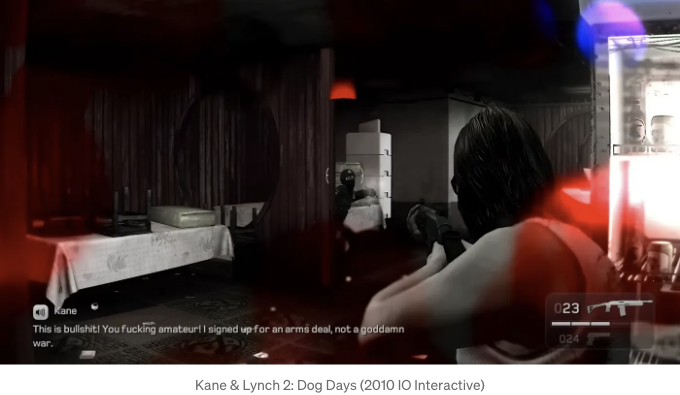 Kane
This is bullshit! You fucking amateur! I signed up for an arms deal, not a goddamn
war.
023
024
Kane & Lynch 2: Dog Days (2010 IO Interactive)